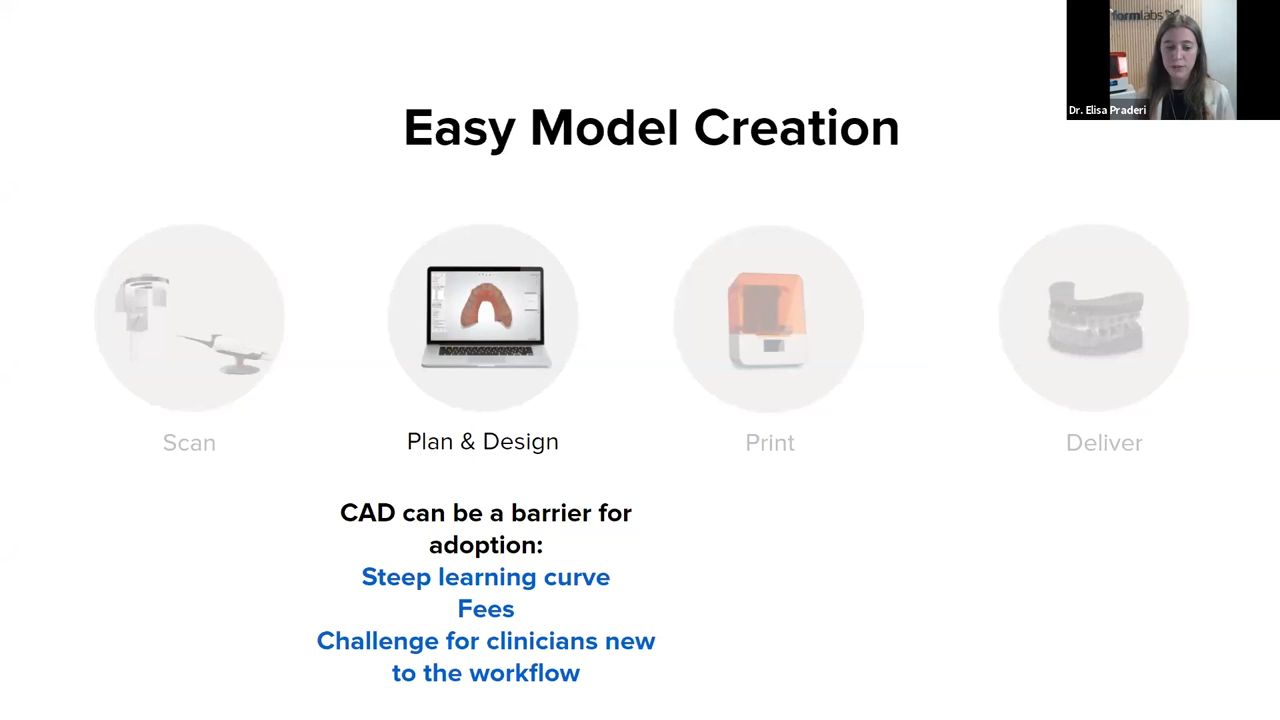 formlabs
Dr. Elisa Praderi
Easy Model Creation
Scan
Plan & Design
Print
Deliver
CAD can be a barrier for
adoption:
Steep learning curve
Fees
Challenge for clinicians new
to the workflow